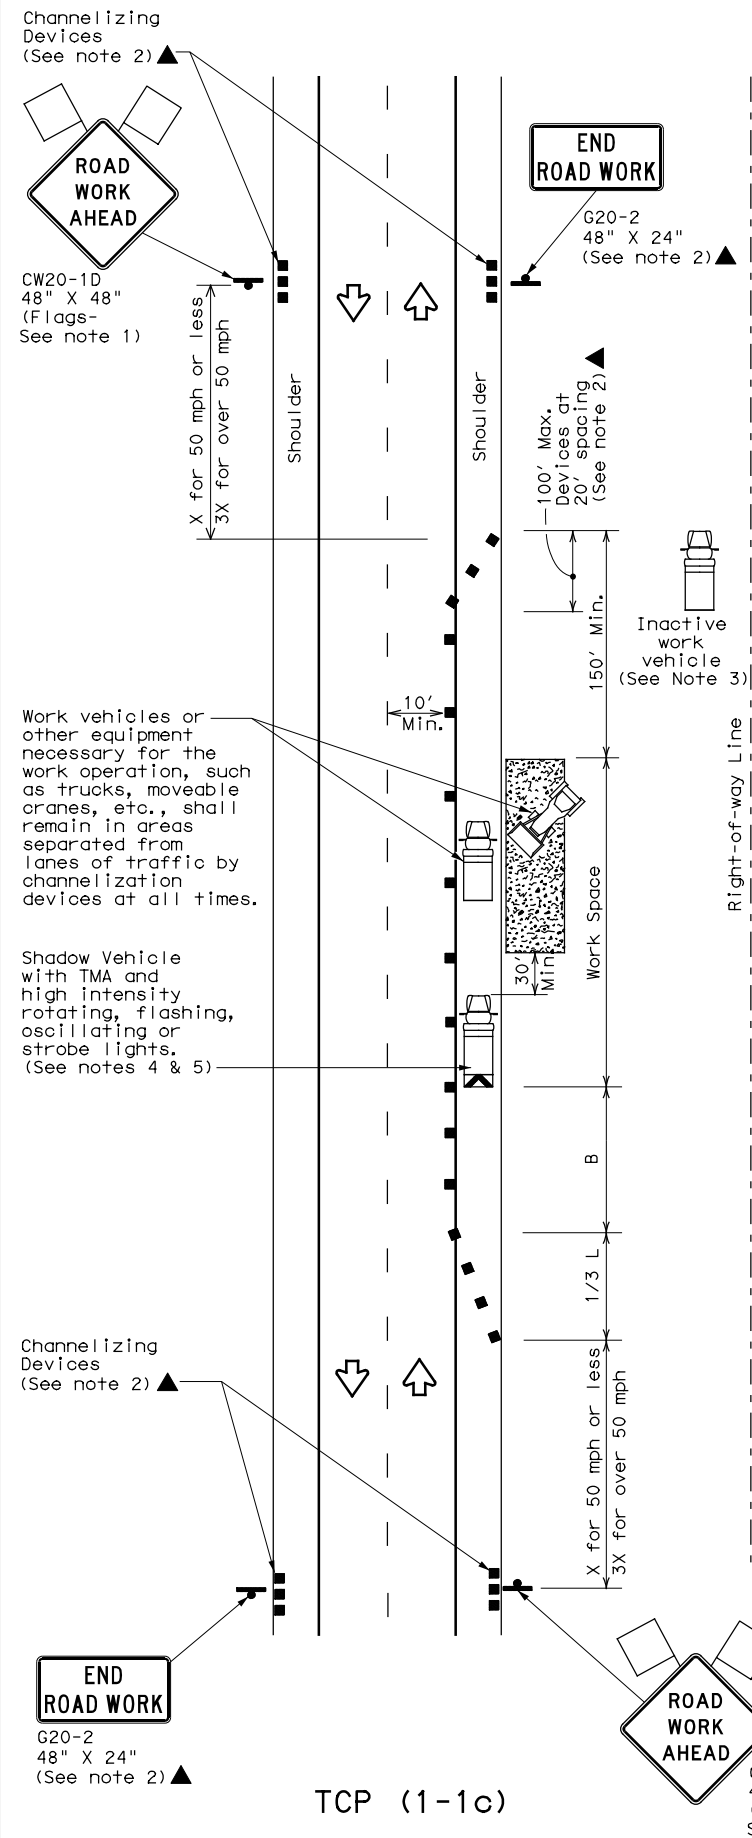 Channelizing
Devices
(See note 2)
ROAD
WORK
AHEAD
CW20-1D
48" X 48"
(Flags-
See note 1)
END
ROAD WORK
G20-2
48" X 24"
(See note 2)
X for 50 mph or less
3X for over 50 mph
Shoulder
Shoulder
100' Max.
Devices at
20' spacing
(See note 2)
150' Min.
Inactive
work
vehicle
(See Note 3)
Right-of-way Line
10'
Min.
Work vehicles or
other equipment
necessary for the
work operation, such
as trucks, moveable
cranes, etc., shall
remain in areas
separated from
lanes of traffic by
channelization
devices at all times.
Work Space
30'
Min.
Shadow Vehicle
with TMA and
high intensity
rotating, flashing,
oscillating or
strobe lights.
(See notes 4 & 5)
B
1/3 L
Channelizing
Devices
(See note 2)
X for 50 mph or less
3X for over 50 mph
END
ROAD WORK
G20-2
48" X 24"
(See note 2)
ROAD
WORK
AHEAD
TCP (1-1c)